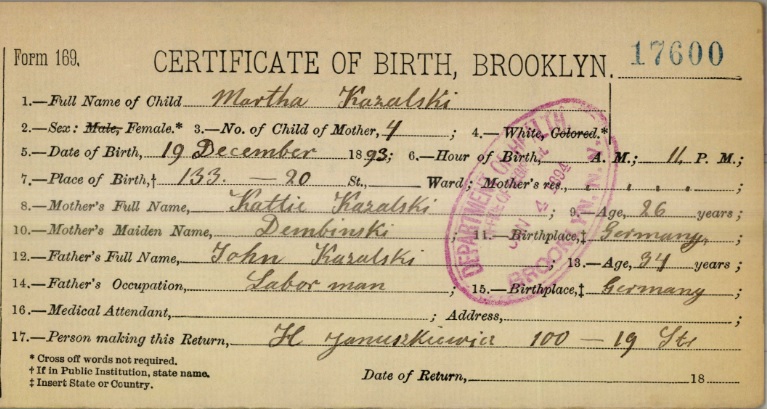 Form 169.
CERTIFICATE OF BIRTH, BROOKLYN.
17600
1.—Full Name of Child Martha Kazalski
2.—Sex: Male, Female.* 3.—No. of Child of Mother, 4 ; 4.—White, Colored.*
5.—Date of Birth, 19 December 1893; 6.—Hour of Birth, A. M.; 11 P. M.;
7.—Place of Birth,† 133 — 20 St., Ward; Mother's res.,
8.—Mother's Full Name, Kattie Kazalski ; 9.—Age, 26 years;
10.—Mother's Maiden Name, Dembinski ; 11.—Birthplace,‡ Germany,
12.—Father's Full Name, John Kazalski ; 13.—Age, 34 years;
14.—Father's Occupation, Labor man ; 15.—Birthplace,‡ Germany ;
16.—Medical Attendant, ; Address, ;
17.—Person making this Return, H Januszkiewicz 100 — 19 Str
* Cross off words not required.
† If in Public Institution, state name.
‡ Insert State or Country.
Date of Return, 18
DEPARTMENT OF HEALTH
JAN 4 1894
BROOKLYN. N.Y.